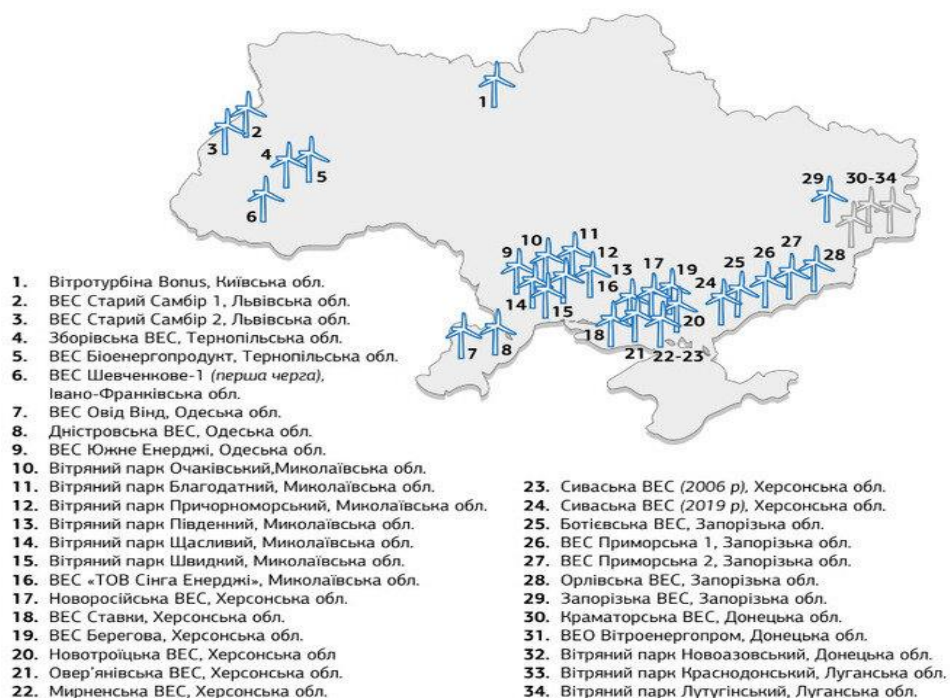 1
2
3
4
5
6
29
30-34
7
8
9
10
11
12
13
14
15
16
17
18
19
20
21
22-23
24
25
26
27
28
1. Вітротурбіна Bonus, Київська обл.
2. ВЕС Старий Самбір 1, Львівська обл.
3. ВЕС Старий Самбір 2, Львівська обл.
4. Зборівська ВЕС, Тернопільська обл.
5. ВЕС Біоенергопродукт, Тернопільська обл.
6. ВЕС Шевченкове-1 (перша черга),
Івано-Франківська обл.
7. ВЕС Овід Вінд, Одеська обл.
8. Дністровська ВЕС, Одеська обл.
9. ВЕС Южне Енерджі, Одеська обл.
10. Вітряний парк Очаківський,Миколаївська обл.
11. Вітряний парк Благодатний, Миколаївська обл.
12. Вітряний парк Причорноморський, Миколаївська обл.
13. Вітряний парк Південний, Миколаївська обл.
14. Вітряний парк Щасливий, Миколаївська обл.
15. Вітряний парк Швидкий, Миколаївська обл.
16. ВЕС «ТОВ Сінга Енерджі», Миколаївська обл.
17. Новоросійська ВЕС, Херсонська обл.
18. ВЕС Ставки, Херсонська обл.
19. ВЕС Берегова, Херсонська обл.
20. Новотроїцька ВЕС, Херсонська обл
21. Овер’янівська ВЕС, Херсонська обл.
22. Мирненська ВЕС, Херсонська обл.
23. Сиваська ВЕС (2006 р), Херсонська обл.
24. Сиваська ВЕС (2019 р), Херсонська обл.
25. Ботієвська ВЕС, Запорізька обл.
26. ВЕС Приморська 1, Запорізька обл.
27. ВЕС Приморська 2, Запорізька обл.
28. Орлівська ВЕС, Запорізька обл.
29. Запорізька ВЕС, Запорізька обл.
30. Краматорська ВЕС, Донецька обл.
31. ВЕО Вітроенергопром, Донецька обл.
32. Вітряний парк Новоазовський, Донецька обл.
33. Вітряний парк Краснодонський, Луганська обл.
34. Вітряний парк Лутугінський, Луганська обл.